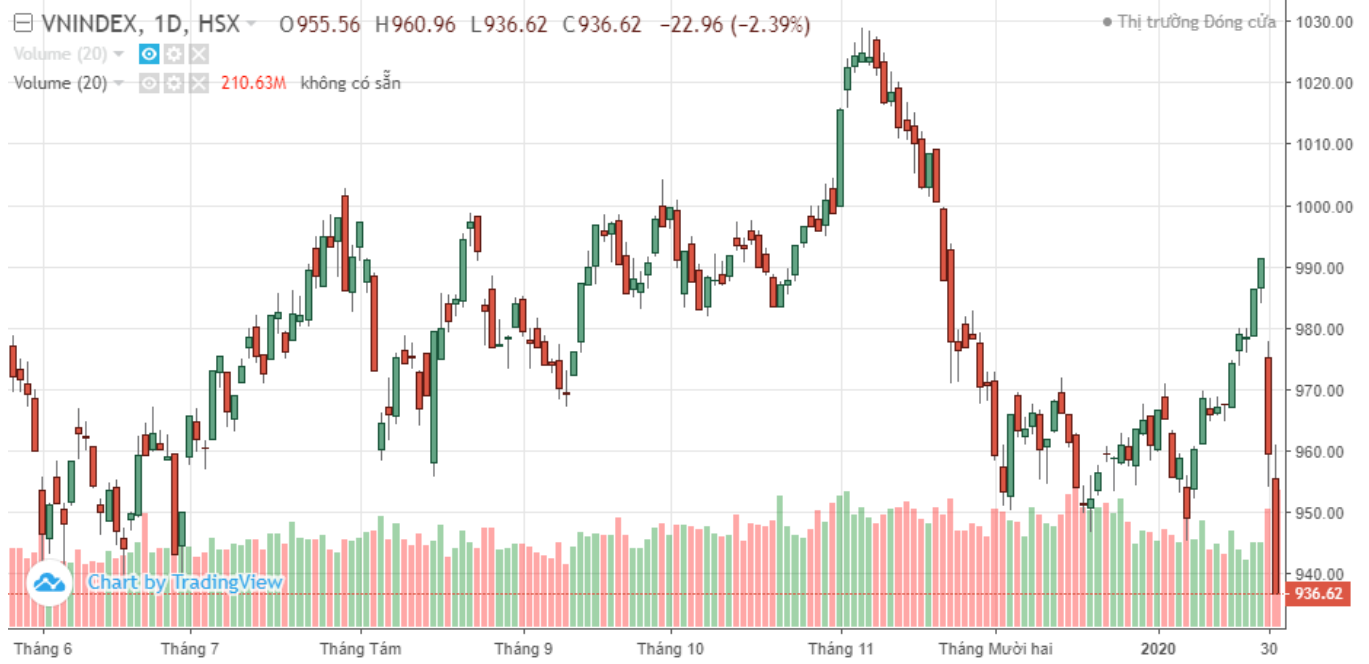 VNINDEX, 1D, HSX O955.56 H960.96 L936.62 C936.62 −22.96 (−2.39%)
Thị trường Đóng cửa
Volume (20)
Volume (20) 210.63M không có sẵn
1030.00
1020.00
1010.00
1000.00
990.00
980.00
970.00
960.00
950.00
940.00
936.62
Chart by TradingView
Tháng 6 Tháng 7 Tháng Tám Tháng 9 Tháng 10 Tháng 11 Tháng Mười hai 2020 30